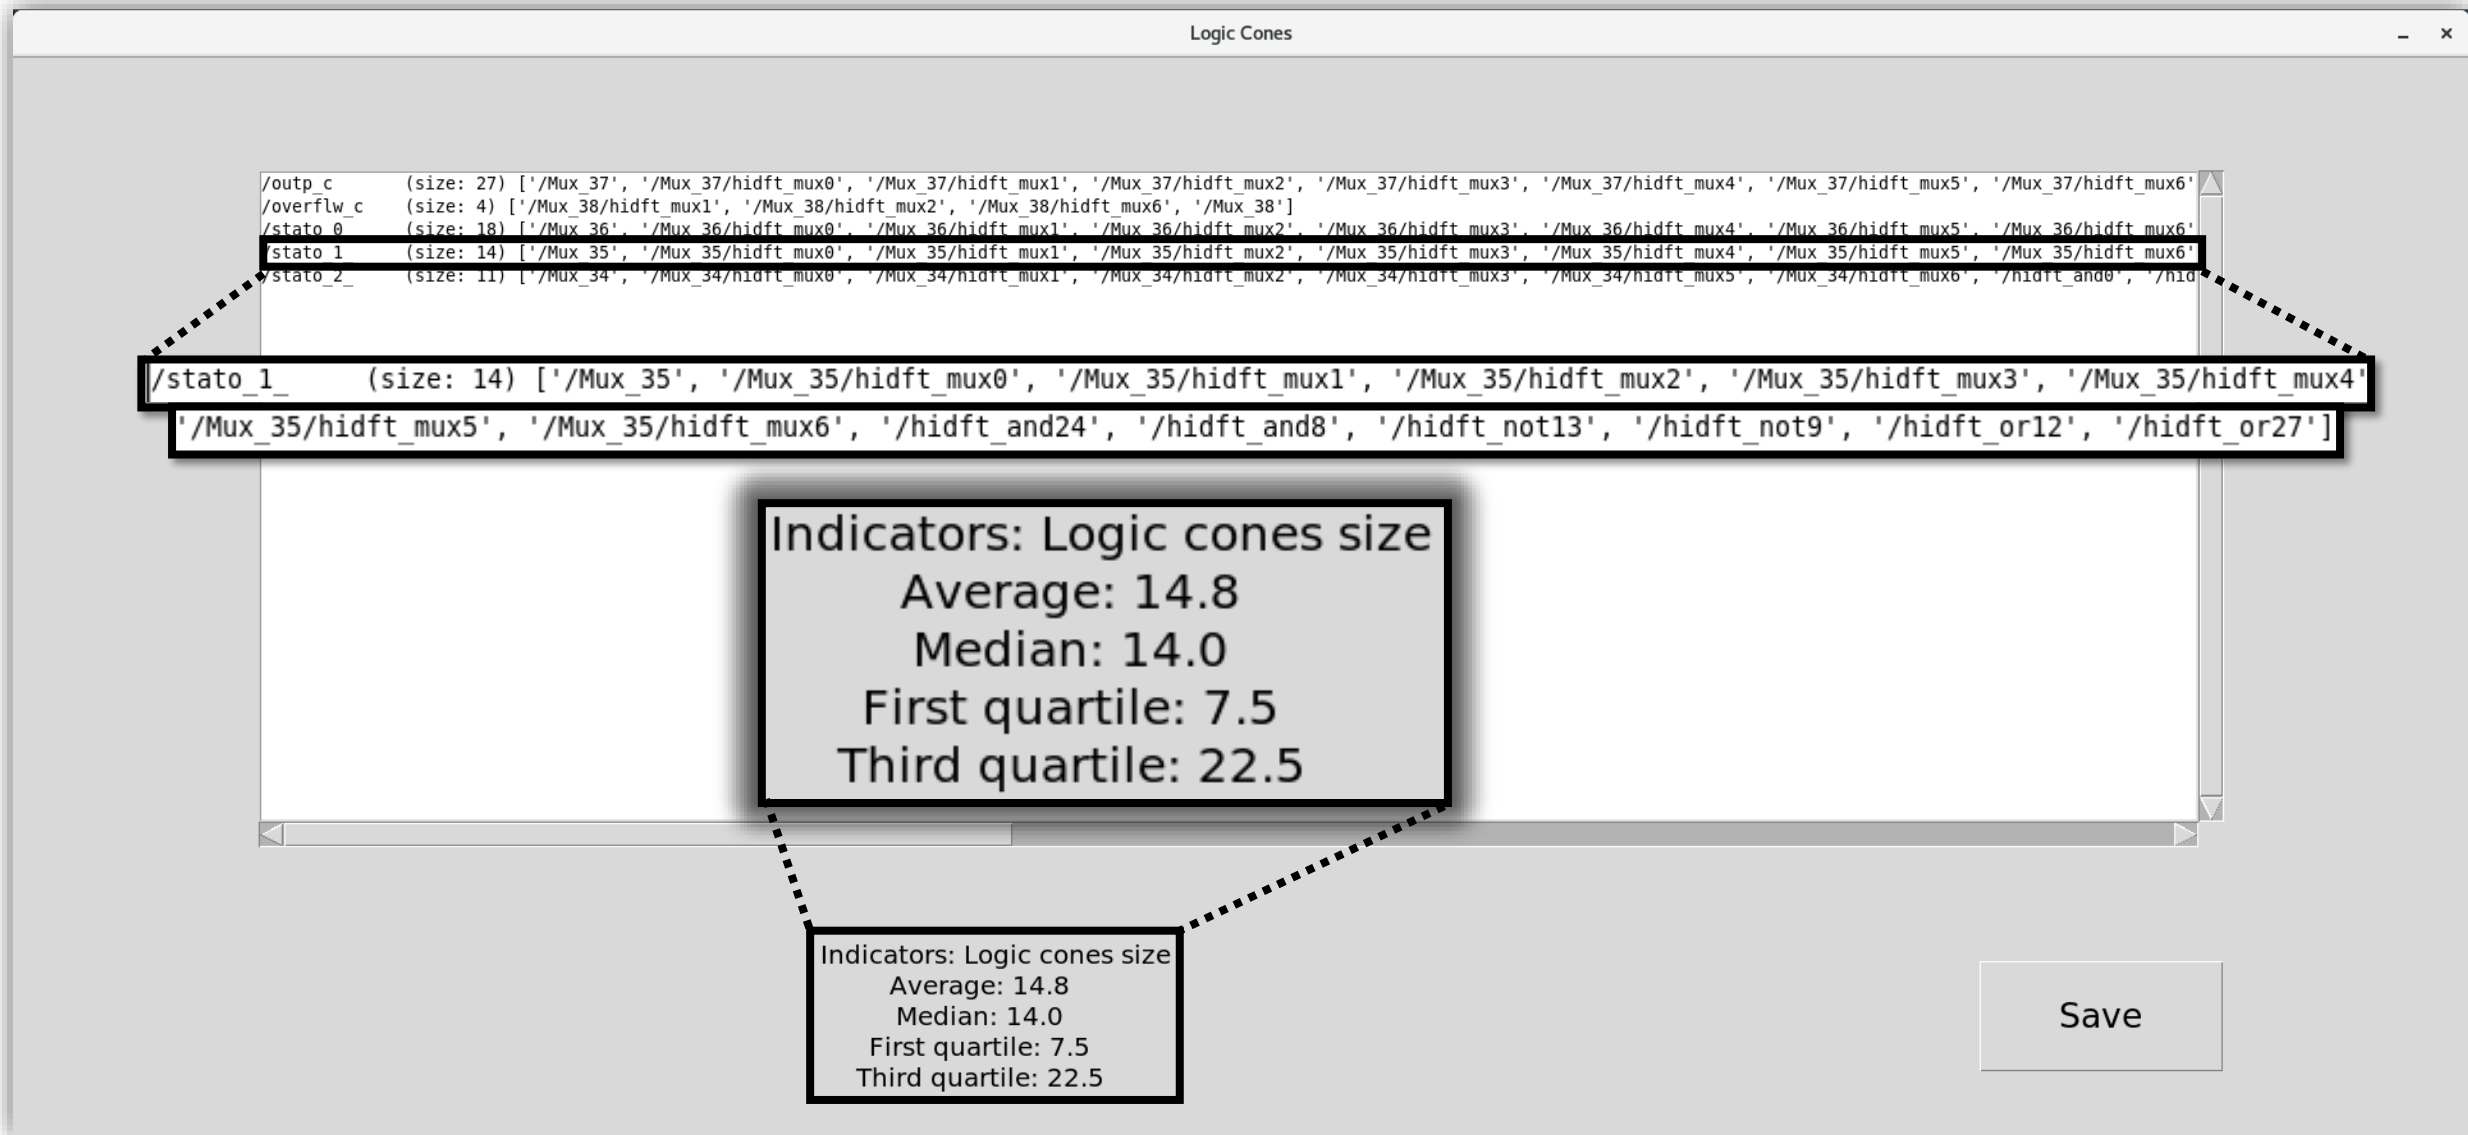 Logic Cones
/outp_c (size: 27) ['/Mux_37', '/Mux_37/hidft_mux0', '/Mux_37/hidft_mux1', '/Mux_37/hidft_mux2', '/Mux_37/hidft_mux3', '/Mux_37/hidft_mux4', '/Mux_37/hidft_mux5', '/Mux_37/hidft_mux6'
/overflw_c (size: 4) ['/Mux_38/hidft_mux1', '/Mux_38/hidft_mux2', '/Mux_38/hidft_mux6', '/Mux_38']
/stato_0_ (size: 18) ['/Mux_36', '/Mux_36/hidft_mux0', '/Mux_36/hidft_mux1', '/Mux_36/hidft_mux2', '/Mux_36/hidft_mux3', '/Mux_36/hidft_mux4', '/Mux_36/hidft_mux5', '/Mux_36/hidft_mux6'
/stato_1_ (size: 14) ['/Mux_35', '/Mux_35/hidft_mux0', '/Mux_35/hidft_mux1', '/Mux_35/hidft_mux2', '/Mux_35/hidft_mux3', '/Mux_35/hidft_mux4', '/Mux_35/hidft_mux5', '/Mux_35/hidft_mux6'
/stato_2_ (size: 11) ['/Mux_34', '/Mux_34/hidft_mux0', '/Mux_34/hidft_mux1', '/Mux_34/hidft_mux2', '/Mux_34/hidft_mux3', '/Mux_34/hidft_mux5', '/Mux_34/hidft_mux6', '/hidft_and0', '/hid
/stato_1_ (size: 14) ['/Mux_35', '/Mux_35/hidft_mux0', '/Mux_35/hidft_mux1', '/Mux_35/hidft_mux2', '/Mux_35/hidft_mux3', '/Mux_35/hidft_mux4'
'/Mux_35/hidft_mux5', '/Mux_35/hidft_mux6', '/hidft_and24', '/hidft_and8', '/hidft_not13', '/hidft_not9', '/hidft_or12', '/hidft_or27']
Indicators: Logic cones size
Average: 14.8
Median: 14.0
First quartile: 7.5
Third quartile: 22.5
Indicators: Logic cones size
Average: 14.8
Median: 14.0
First quartile: 7.5
Third quartile: 22.5
Save